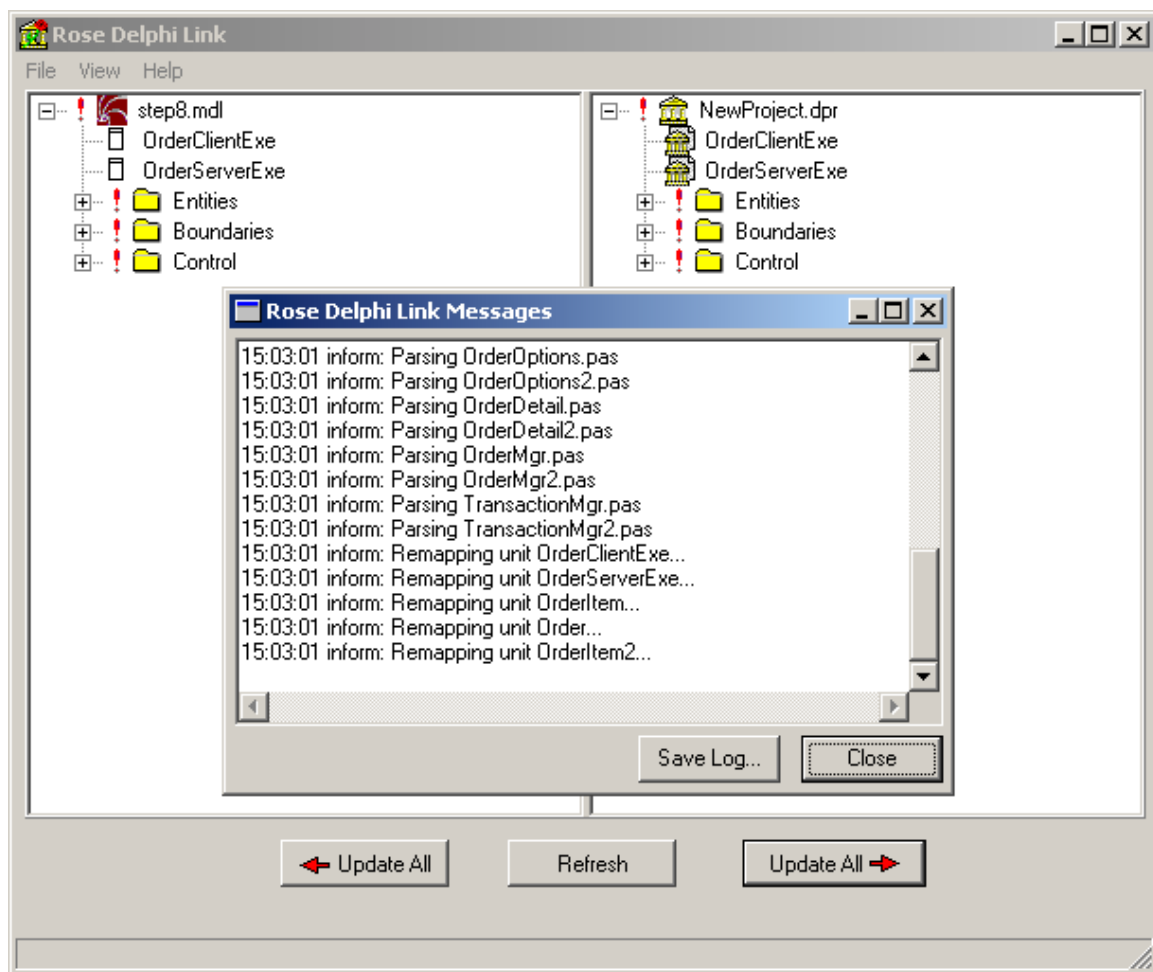 Rose Delphi Link
File View Help
step8.mdl
OrderClientExe
OrderServerExe
Entities
Boundaries
Control
NewProject.dpr
OrderClientExe
OrderServerExe
Entities
Boundaries
Control
Rose Delphi Link Messages
15:03:01 inform: Parsing OrderOptions.pas
15:03:01 inform: Parsing OrderOptions2.pas
15:03:01 inform: Parsing OrderDetail.pas
15:03:01 inform: Parsing OrderDetail2.pas
15:03:01 inform: Parsing OrderMgr.pas
15:03:01 inform: Parsing OrderMgr2.pas
15:03:01 inform: Parsing TransactionMgr.pas
15:03:01 inform: Parsing TransactionMgr2.pas
15:03:01 inform: Remapping unit OrderClientExe...
15:03:01 inform: Remapping unit OrderServerExe...
15:03:01 inform: Remapping unit OrderItem...
15:03:01 inform: Remapping unit Order...
15:03:01 inform: Remapping unit OrderItem2...
Save Log... Close
Update All Refresh Update All